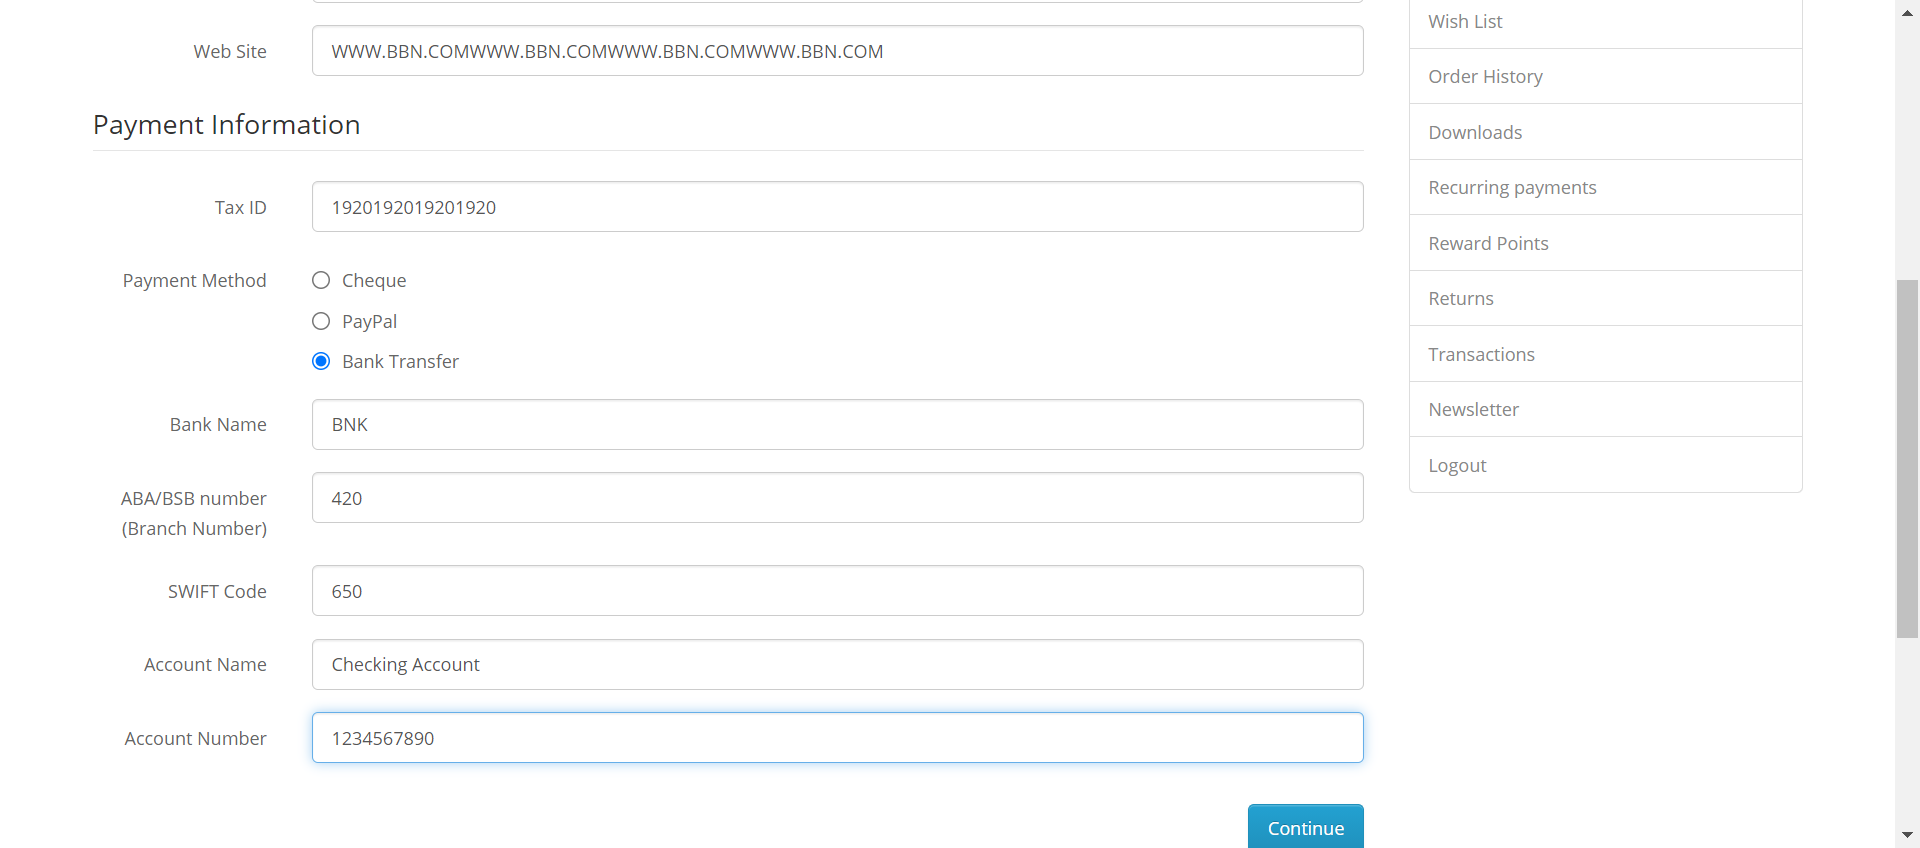 Web Site
WWW.BBN.COMWWW.BBN.COMWWW.BBN.COMWWW.BBN.COM
Payment Information
Tax ID
1920192019201920
Payment Method
Cheque
PayPal
Bank Transfer
Bank Name
BNK
ABA/BSB number
(Branch Number)
420
SWIFT Code
650
Account Name
Checking Account
Account Number
1234567890
Continue
Wish List
Order History
Downloads
Recurring payments
Reward Points
Returns
Transactions
Newsletter
Logout